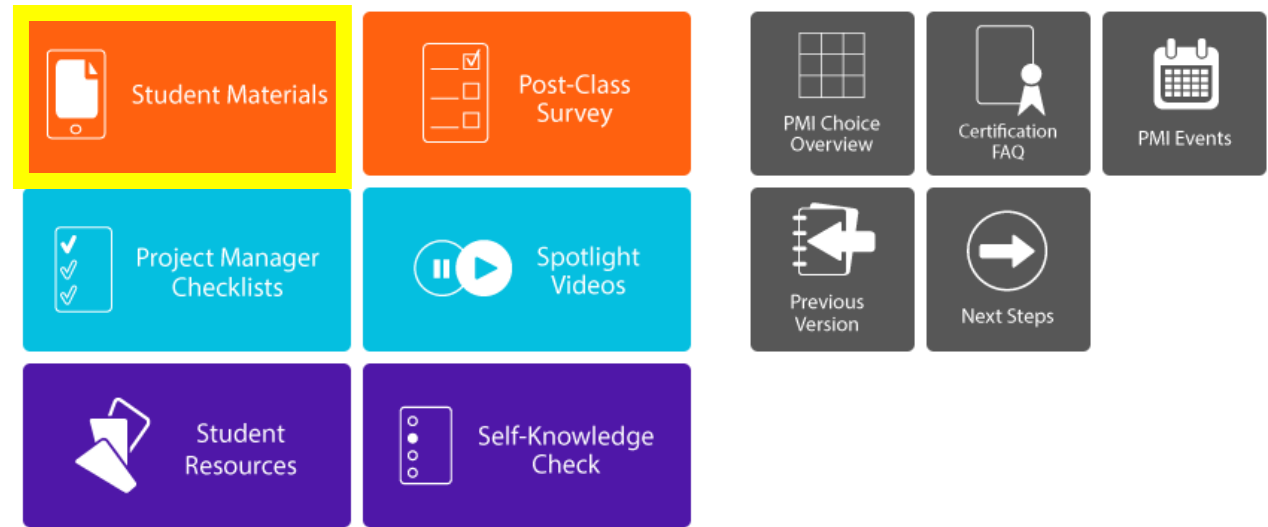 Student Materials
Post-Class
Survey
PMI Choice
Overview
Certification
FAQ
PMI Events
Project Manager
Checklists
Spotlight
Videos
Previous
Version
Next Steps
Student
Resources
Self-Knowledge
Check